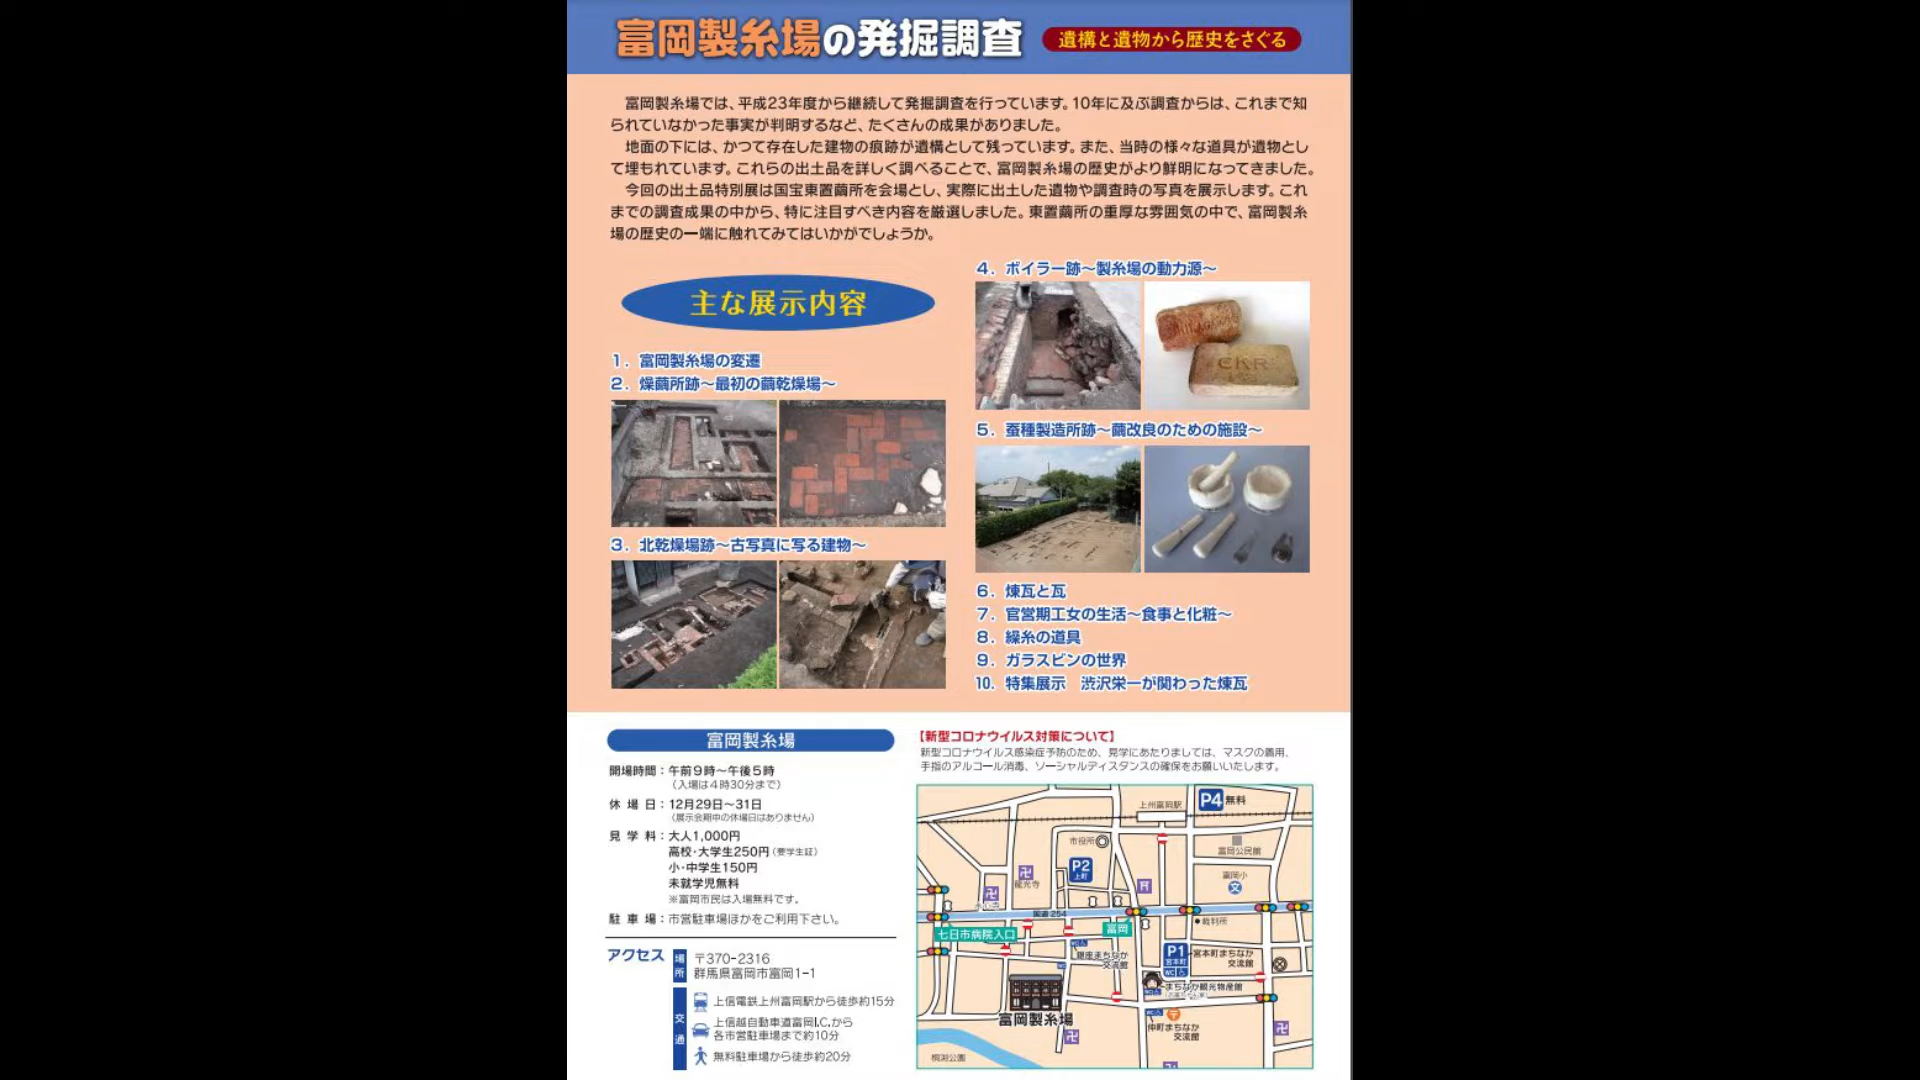 富岡製糸場の発掘調査
遺構と遺物から歴史をさぐる
富岡製糸場では、平成23年度から継続して発掘調査を行っています。10年に及ぶ調査からは、これまで知
られていなかった事実が判明するなど、たくさんの成果がありました。
地面の下には、かつて存在した建物の痕跡が遺構として残っています。また、当時の様々な道具が遺物とし
て埋もれています。これらの出土品を詳しく調べることで、富岡製糸場の歴史がより鮮明になってきました。
今回の出土品特別展は国宝東置繭所を会場とし、実際に出土した遺物や調査時の写真を展示します。これ
までの調査成果の中から、特に注目すべき内容を厳選しました。東置繭所の重厚な雰囲気の中で、富岡製糸
場の歴史の一端に触れてみてはいかがでしょうか。
主な展示内容
1. 富岡製糸場の変遷
2. 燥繭所跡～最初の繭乾燥場～
3. 北乾燥場跡～古写真に写る建物～
4. ボイラー跡～製糸場の動力源～
CKR
5. 蚕種製造所跡～繭改良のための施設～
6. 煉瓦と瓦
7. 官営期工女の生活～食事と化粧～
8. 繰糸の道具
9. ガラスビンの世界
10. 特集展示 渋沢栄一が関わった煉瓦
富岡製糸場
開場時間：午前9時～午後5時
（入場は4時30分まで）
休場日：12月29日～31日
（展示会期中の休場日はありません）
見学料：大人1,000円
高校・大学生250円（要学生証）
小・中学生150円
未就学児無料
※富岡市民は入場無料です。
駐車場：市営駐車場ほかをご利用下さい。
アクセス
場所
〒370-2316
群馬県富岡市富岡1-1
交通
上信電鉄上州富岡駅から徒歩約15分
上信越自動車道富岡I.C.から
各市営駐車場まで約10分
無料駐車場から徒歩約20分
【新型コロナウイルス対策について】
新型コロナウイルス感染症予防のため、見学にあたりましては、マスクの着用、
手指のアルコール消毒、ソーシャルディスタンスの確保をお願いいたします。
上州富岡駅
P4 無料
市役所
富岡公民館
P2
上町
龍光寺
富岡小
文
国道254
裁判所
七日市病院入口
富岡
銀座まちなか
交流館
P1
宮本町
WC
宮本町まちなか
交流館
まちなか観光物産館
富岡製糸場
仲町まちなか
交流館
桐渕公園